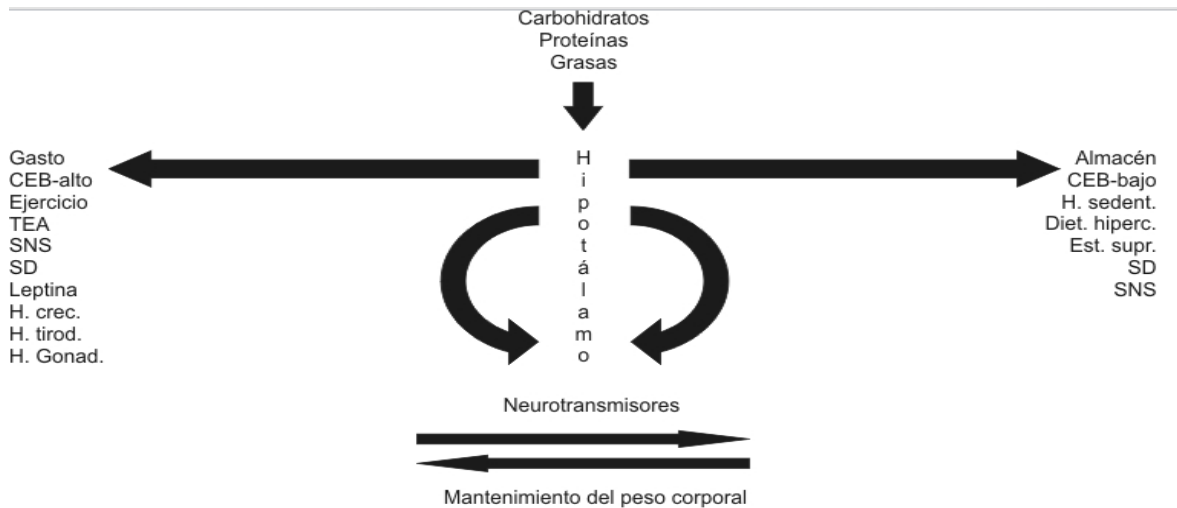 Carbohidratos
Proteínas
Grasas
Gasto
CEB-alto
Ejercicio
TEA
SNS
SD
Leptina
H. crec.
H. tirod.
H. Gonad.
Hipotálamo
Almacén
CEB-bajo
H. sedent.
Diet. hiperc.
Est. supr.
SD
SNS
Neurotransmisores
Mantenimiento del peso corporal